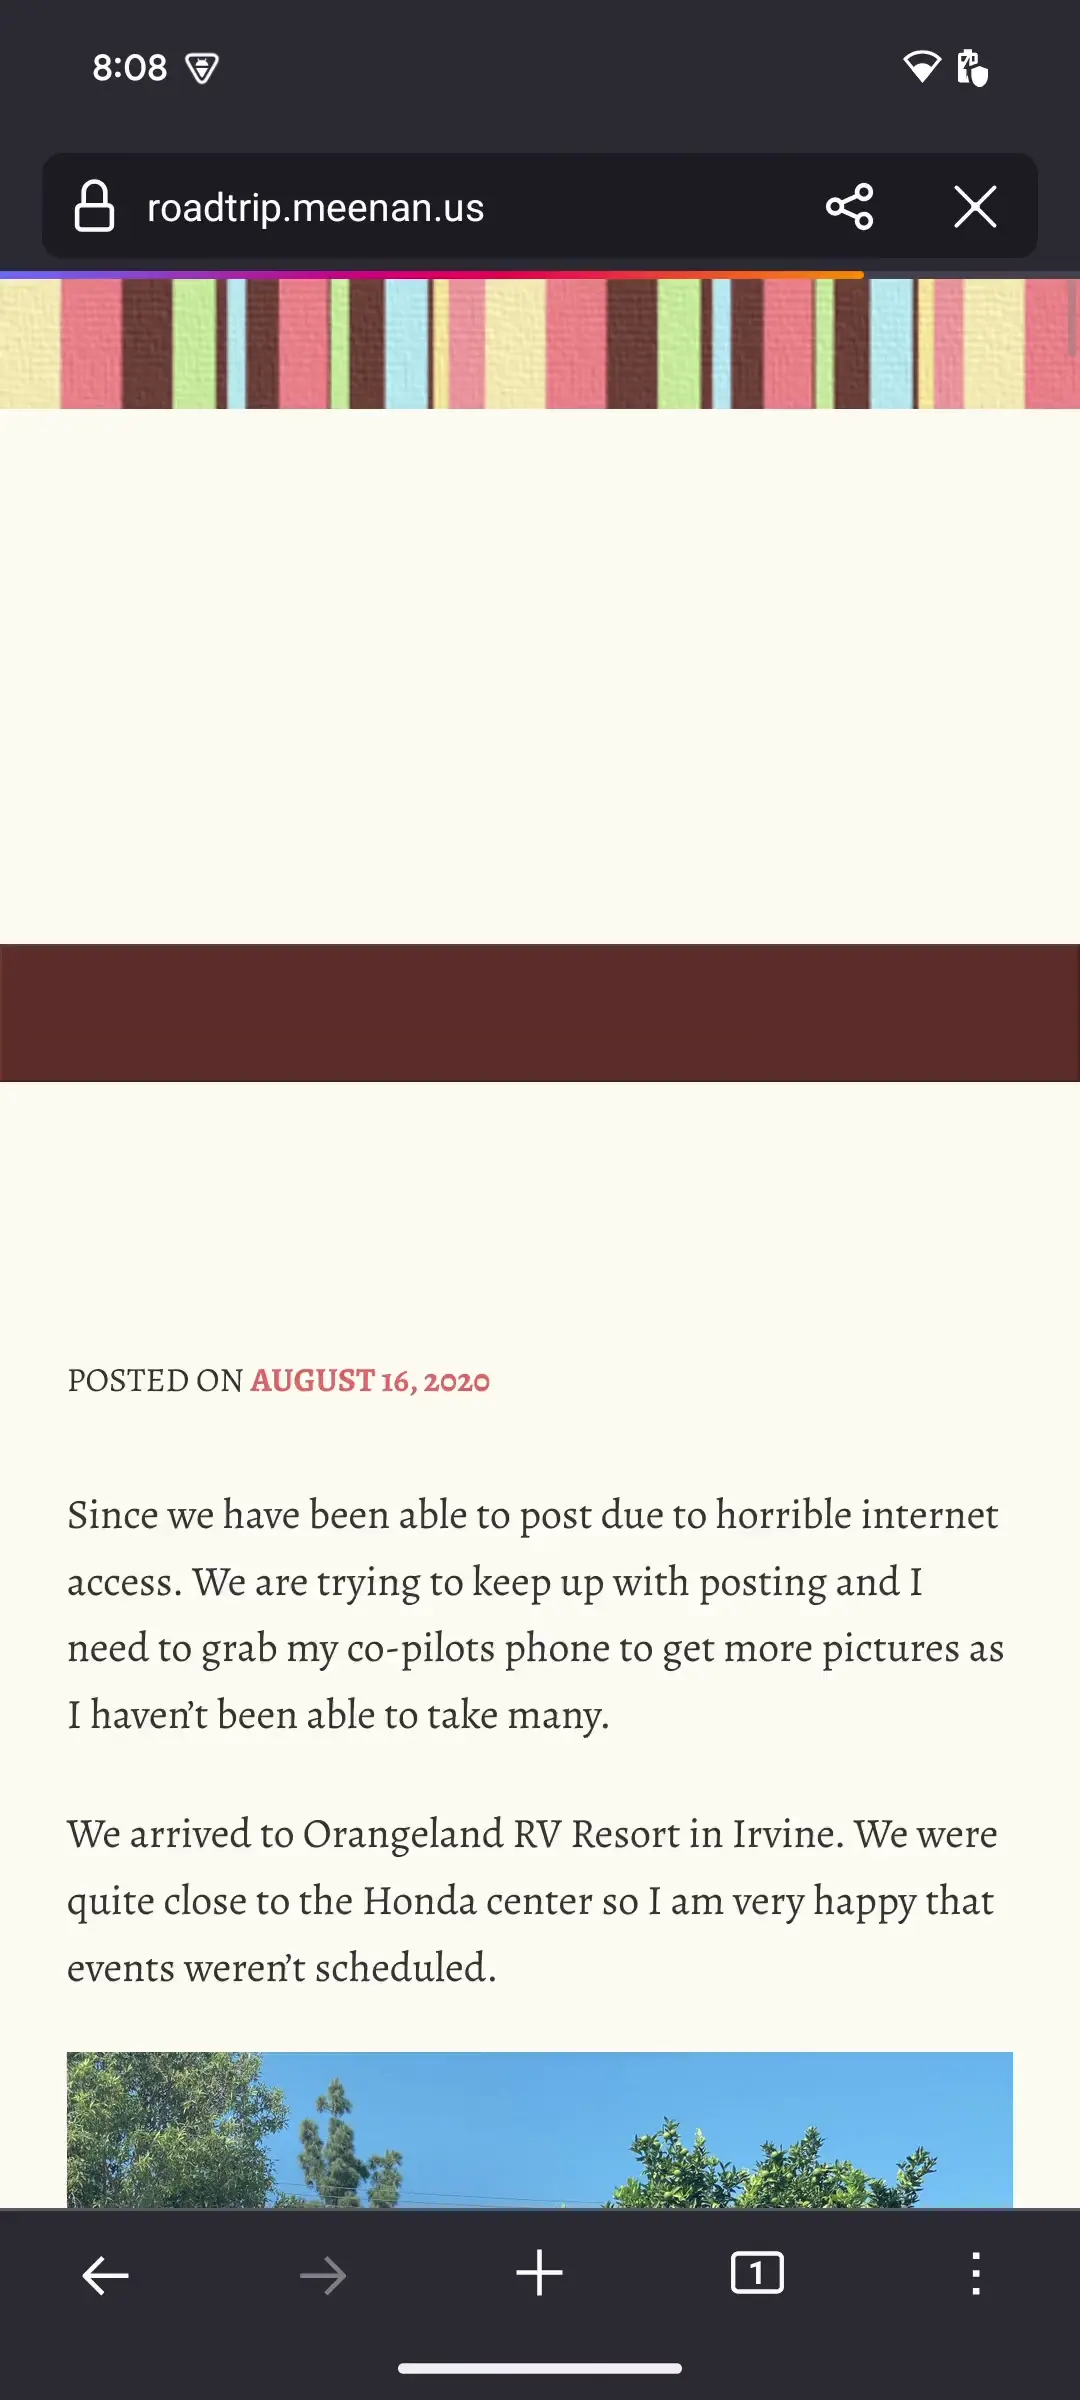 8:08
roadtrip.meenan.us
POSTED ON AUGUST 16, 2020
Since we have been able to post due to horrible internet
access. We are trying to keep up with posting and I
need to grab my co-pilots phone to get more pictures as
I haven’t been able to take many.
We arrived to Orangeland RV Resort in Irvine. We were
quite close to the Honda center so I am very happy that
events weren’t scheduled.
1